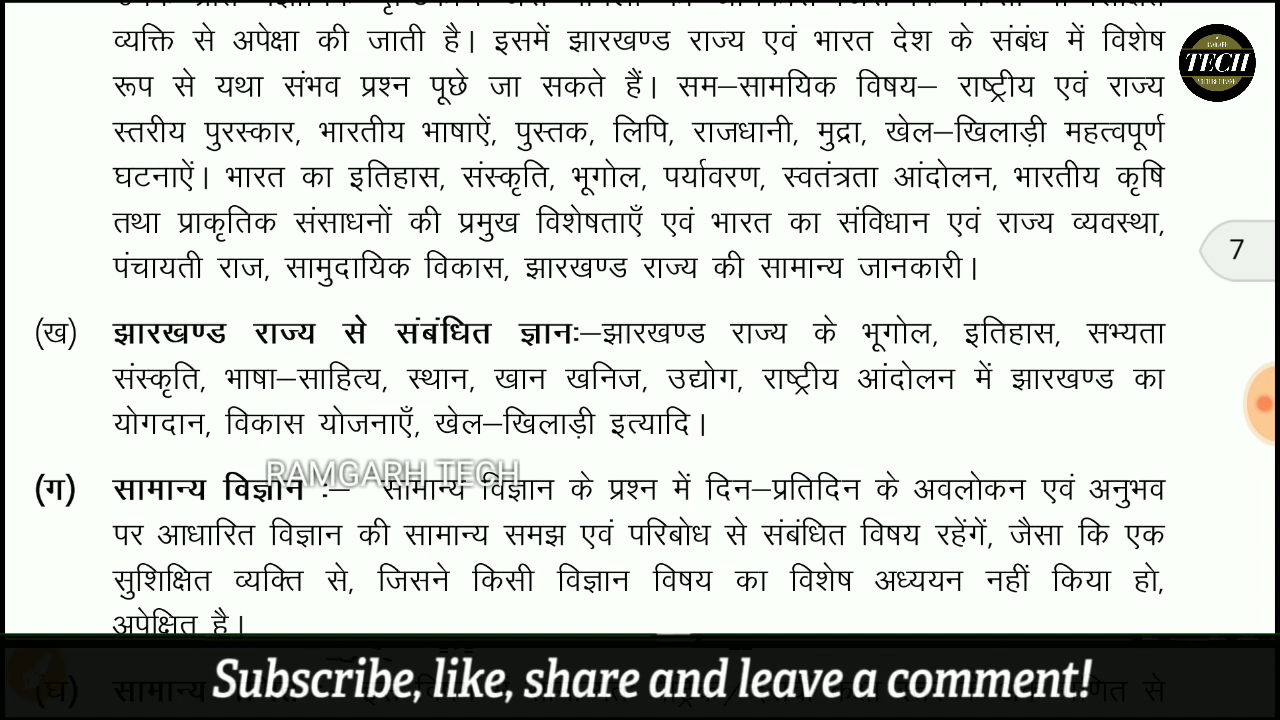 व्यक्ति से अपेक्षा की जाती है। इसमें झारखण्ड राज्य एवं भारत देश के संबंध में विशेष
रूप से यथा संभव प्रश्न पूछे जा सकते हैं। सम–सामयिक विषय– राष्ट्रीय एवं राज्य
स्तरीय पुरस्कार, भारतीय भाषाऐं, पुस्तक, लिपि, राजधानी, मुद्रा, खेल–खिलाड़ी महत्वपूर्ण
घटनाऐं। भारत का इतिहास, संस्कृति, भूगोल, पर्यावरण, स्वतंत्रता आंदोलन, भारतीय कृषि
तथा प्राकृतिक संसाधनों की प्रमुख विशेषताएँ एवं भारत का संविधान एवं राज्य व्यवस्था,
पंचायती राज, सामुदायिक विकास, झारखण्ड राज्य की सामान्य जानकारी।
(ख) झारखण्ड राज्य से संबंधित ज्ञानः–झारखण्ड राज्य के भूगोल, इतिहास, सभ्यता
संस्कृति, भाषा–साहित्य, स्थान, खान खनिज, उद्योग, राष्ट्रीय आंदोलन में झारखण्ड का
योगदान, विकास योजनाएँ, खेल–खिलाड़ी इत्यादि।
RAMGARH TECH
(ग) सामान्य विज्ञान :– सामान्य विज्ञान के प्रश्न में दिन–प्रतिदिन के अवलोकन एवं अनुभव
पर आधारित विज्ञान की सामान्य समझ एवं परिबोध से संबंधित विषय रहेंगें, जैसा कि एक
सुशिक्षित व्यक्ति से, जिसने किसी विज्ञान विषय का विशेष अध्ययन नहीं किया हो,
अपेक्षित है।
(घ) सामान्य
Subscribe, like, share and leave a comment!
TECH
7